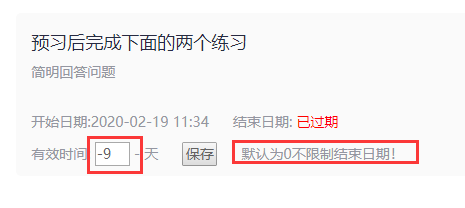 预习后完成下面的两个练习
简明回答问题
开始日期:2020-02-19 11:34 结束日期: 已过期
有效时间 -9 - 天 保存 默认为0不限制结束日期!